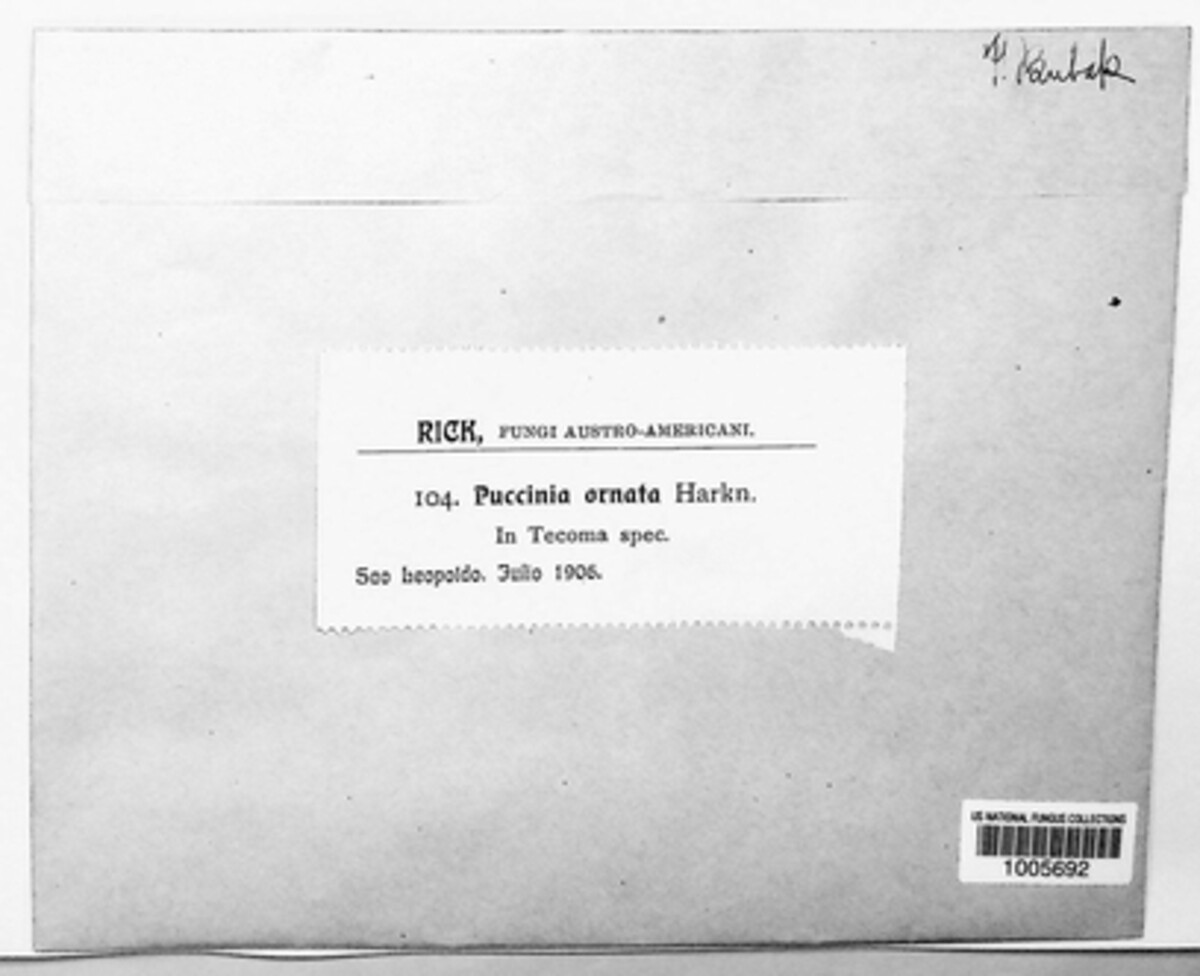 RICK, FUNGI AUSTRO-AMERICANI.
104. Puccinia ornata Harkn.
In Tecoma spec.
Sao Leopoldo. Julio 1906.
US NATIONAL FUNGUS COLLECTIONS
1005692